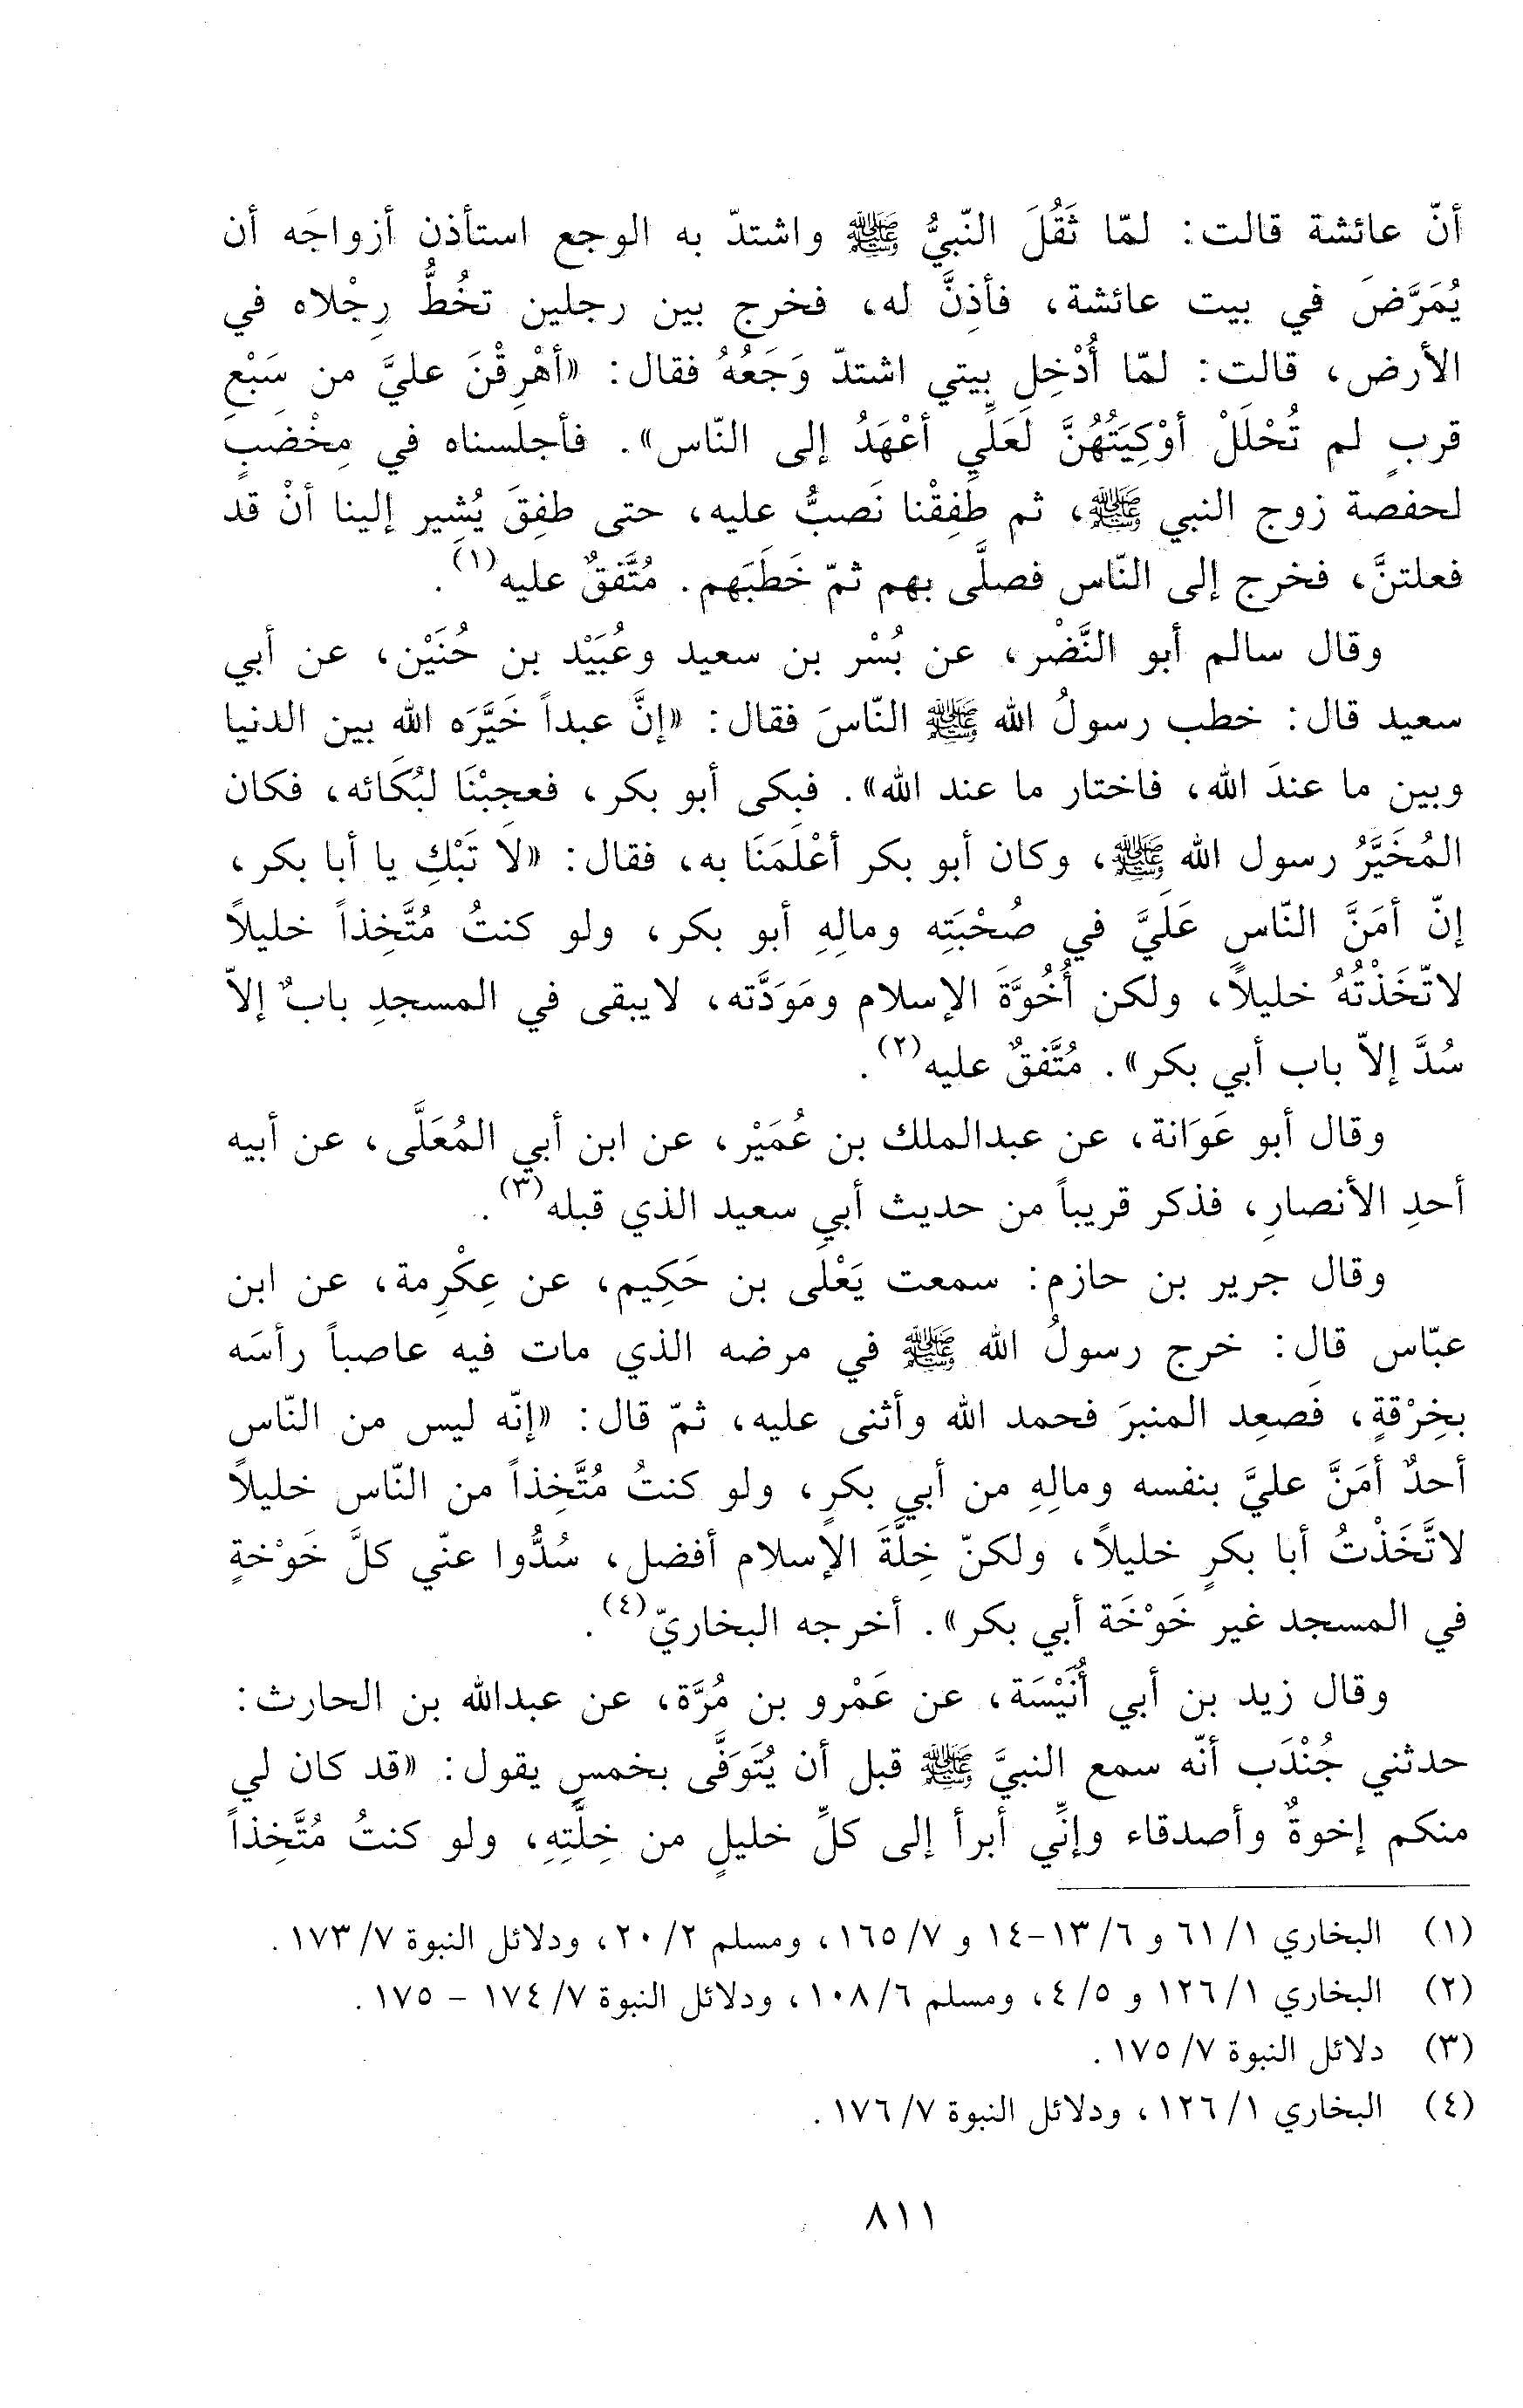 أنّ عائشة قالت: لمّا ثَقُلَ النّبيُّ ﷺ واشتدّ به الوجع استأذن أزواجَه أن
يُمَرَّضَ في بيت عائشة، فأذِنَّ له، فخرج بين رجلين تخُطُّ رِجْلاه في
الأرض، قالت: لمّا أُدْخِل بيتي اشتدّ وَجَعُهُ فقال: «أهْرِقْنَ عليَّ من سَبْعِ
قربٍ لم تُحْلَلْ أوْكِيَتُهُنَّ لَعَلِّي أعْهَدُ إلى النّاس». فأجلسناه في مِخْضَبٍ
لحفصة زوج النبي ﷺ، ثم طَفِقْنا نَصبُّ عليه، حتى طفِقَ يُشِير إلينا أنْ قد
فعلتنَّ، فخرج إلى النّاس فصلَّى بهم ثمّ خَطَبَهم. مُتَّفقٌ عليه(١).
وقال سالم أبو النَّضْر، عن بُسْر بن سعيد وعُبَيْد بن حُنَيْن، عن أبي
سعيد قال: خطب رسولُ الله ﷺ النّاسَ فقال: «إنَّ عبداً خَيَّرَه الله بين الدنيا
وبين ما عندَ الله، فاختار ما عند الله». فبكى أبو بكر، فعجِبْنَا لبُكَائه، فكان
المُخَيَّرُ رسول الله ﷺ، وكان أبو بكر أعْلَمَنَا به، فقال: «لاَ تَبْكِ يا أبا بكر،
إنّ أمَنَّ النّاسِ عَلَيَّ في صُحْبَتِه ومالِهِ أبو بكر، ولو كنتُ مُتَّخِذاً خليلاً
لاتّخَذْتُهُ خليلاً، ولكن أُخُوَّةَ الإسلام ومَوَدَّته، لايبقى في المسجدِ بابٌ إلاّ
سُدَّ إلاّ باب أبي بكر». مُتَّفقٌ عليه(٢).
وقال أبو عَوَانة، عن عبدالملك بن عُمَيْر، عن ابن أبي المُعَلَّى، عن أبيه
أحدِ الأنصارِ، فذكر قريباً من حديث أبي سعيد الذي قبله(٣).
وقال جرير بن حازم: سمعت يَعْلَى بن حَكِيم، عن عِكْرِمة، عن ابن
عبّاس قال: خرج رسولُ الله ﷺ في مرضه الذي مات فيه عاصباً رأسَه
بخِرْقةٍ، فَصعِد المنبرَ فحمد الله وأثنى عليه، ثمّ قال: «إنّه ليس من النّاس
أحدٌ أمَنَّ عليَّ بنفسه ومالِهِ من أبي بكرٍ، ولو كنتُ مُتَّخِذاً من النّاس خليلاً
لاتَّخَذْتُ أبا بكرٍ خليلاً، ولكنّ خِلَّةَ الإسلام أفضل، سُدُّوا عنّي كلَّ خَوْخةٍ
في المسجد غير خَوْخَة أبي بكر». أخرجه البخاريّ(٤).
وقال زيد بن أبي أُنَيْسَة، عن عَمْرو بن مُرَّة، عن عبدالله بن الحارث:
حدثني جُنْدَب أنّه سمع النبيَّ ﷺ قبل أن يُتَوَفَّى بخمسٍ يقول: «قد كان لي
منكم إخوةٌ وأصدقاء وإنِّي أبرأ إلى كلِّ خليلٍ من خِلَّتِهِ، ولو كنتُ مُتَّخِذاً
(١) البخاري ٦١/١ و ١٣/٦-١٤ و ١٦٥/٧، ومسلم ٢٠/٢، ودلائل النبوة ١٧٣/٧.
(٢) البخاري ١٢٦/١ و ٤/٥، ومسلم ١٠٨/٦، ودلائل النبوة ١٧٤/٧ - ١٧٥.
(٣) دلائل النبوة ١٧٥/٧.
(٤) البخاري ١٢٦/١، ودلائل النبوة ١٧٦/٧.
٨١١